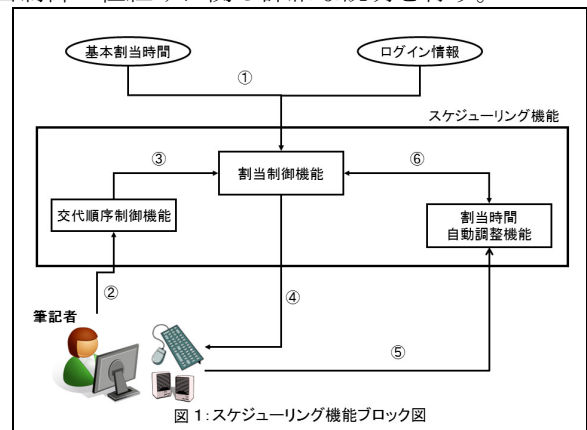 基本割当時間
ログイン情報
①
スケジューリング機能
③
割当制御機能
⑥
交代順序制御機能
割当時間
自動調整機能
②
筆記者
④
⑤
図1:スケジューリング機能ブロック図